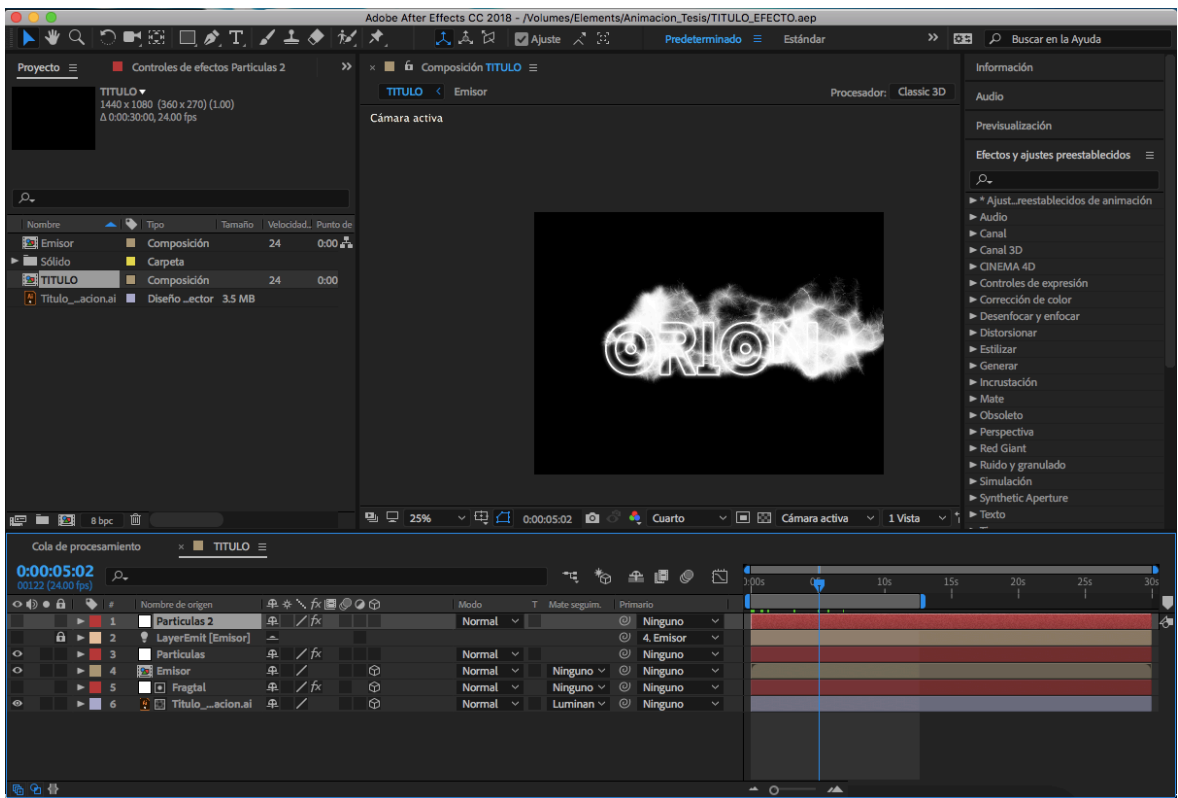 Adobe After Effects CC 2018 - /Volumes/Elements/Animacion_Tesis/TITULO_EFECTO.aep
T Ajuste Predeterminado Estándar Buscar en la Ayuda
Proyecto Controles de efectos Particulas 2
TITULO
1440 x 1080 (360 x 270) (1.00)
Δ 0:00:30:00, 24.00 fps
Nombre Tipo Tamaño Velocidad.. Punto de
Emisor Composición 24 0:00
Sólido Carpeta
TITULO Composición 24 0:00
Titulo_...acion.ai Diseño ...ector 3.5 MB
8 bpc
Composición TITULO
TITULO Emisor Procesador: Classic 3D
Cámara activa
ORION
25% 0:00:05:02 Cuarto Cámara activa 1 Vista
Información
Audio
Previsualización
Efectos y ajustes preestablecidos
* Ajust...reestablecidos de animación
Audio
Canal
Canal 3D
CINEMA 4D
Controles de expresión
Corrección de color
Desenfocar y enfocar
Distorsionar
Estilizar
Generar
Incrustación
Mate
Obsoleto
Perspectiva
Red Giant
Ruido y granulado
Simulación
Synthetic Aperture
Texto
Cola de procesamiento TITULO
0:00:05:02
00122 (24.00 fps)
):00s 10s 15s 20s 25s 30s
# Nombre de origen fx Modo T Mate seguim. Primario
1 Particulas 2 fx Normal Ninguno
2 LayerEmit [Emisor] 4. Emisor
3 Particulas fx Normal Ninguno
4 Emisor Normal Ninguno Ninguno
5 Fragtal fx Normal Ninguno Ninguno
6 Titulo_...acion.ai Normal Luminan Ninguno